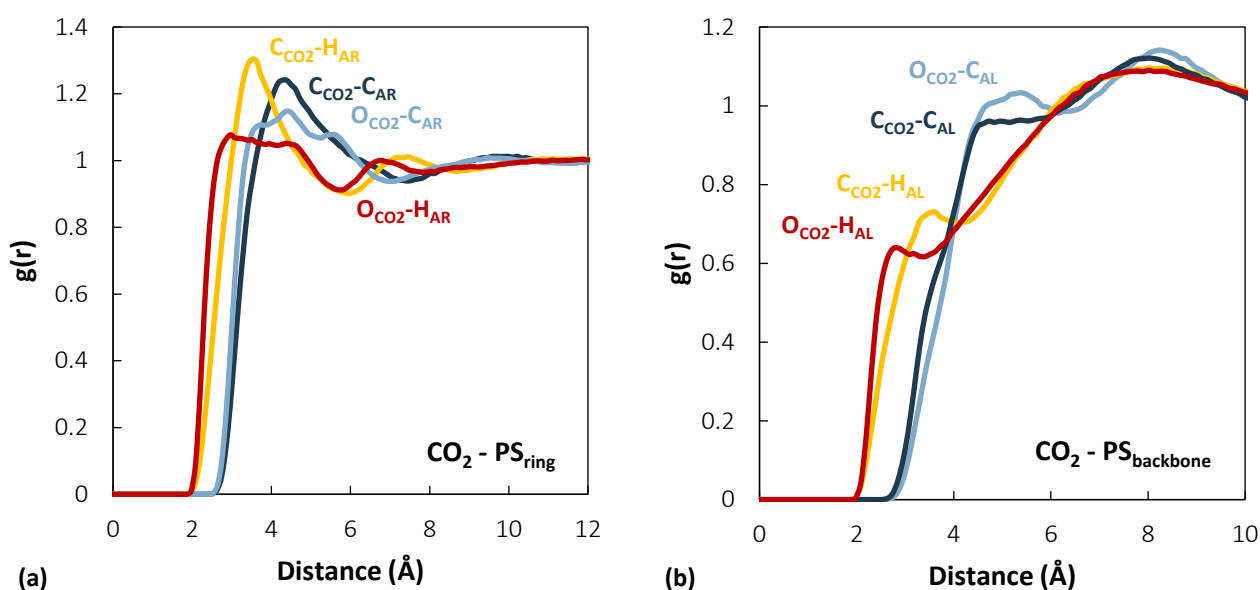 1.4
1.2
1
0.8
0.6
0.4
0.2
0
g(r)
C_CO2-H_AR
C_CO2-C_AR
O_CO2-C_AR
O_CO2-H_AR
CO2 - PS_ring
0 2 4 6 8 10 12
Distance (Å)
(a)
1.2
1
0.8
0.6
0.4
0.2
0
g(r)
O_CO2-C_AL
C_CO2-C_AL
C_CO2-H_AL
O_CO2-H_AL
CO2 - PS_backbone
0 2 4 6 8 10
Distance (Å)
(b)